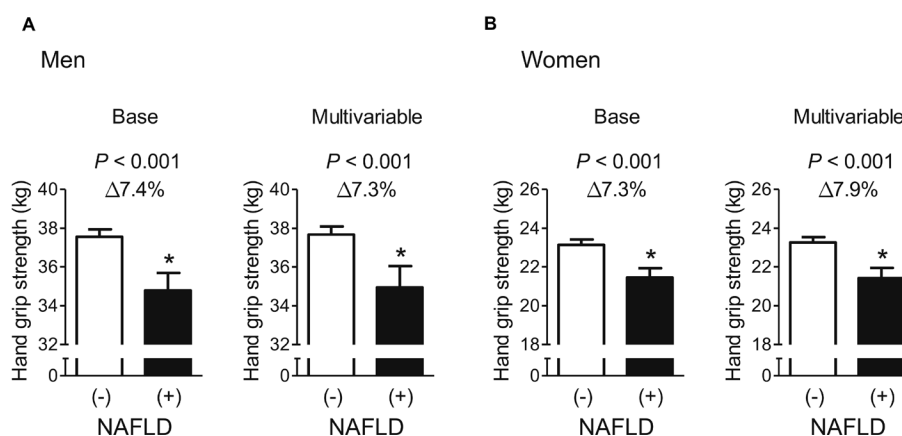 A
Men
Base
P < 0.001
Δ7.4%
Hand grip strength (kg)
40
38
36
34
32
0
*
(-) (+)
NAFLD
Multivariable
P < 0.001
Δ7.3%
Hand grip strength (kg)
40
38
36
34
32
0
*
(-) (+)
NAFLD
B
Women
Base
P < 0.001
Δ7.3%
Hand grip strength (kg)
26
24
22
20
18
0
*
(-) (+)
NAFLD
Multivariable
P < 0.001
Δ7.9%
Hand grip strength (kg)
26
24
22
20
18
0
*
(-) (+)
NAFLD